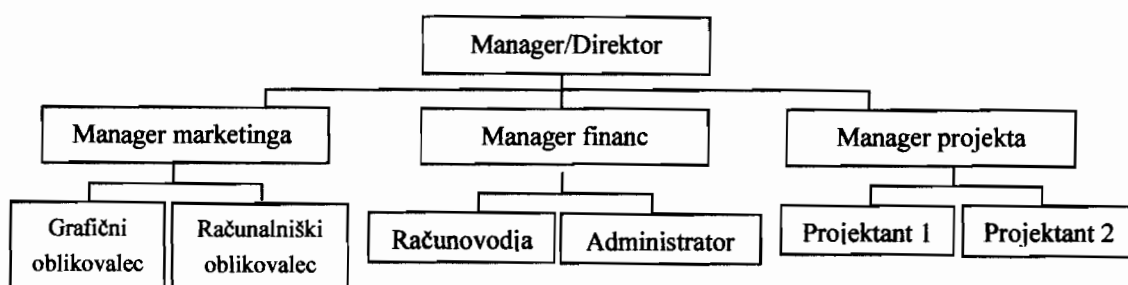 Manager/Direktor
Manager marketinga
Manager financ
Manager projekta
Grafični
oblikovalec
Računalniški
oblikovalec
Računovodja
Administrator
Projektant 1
Projektant 2